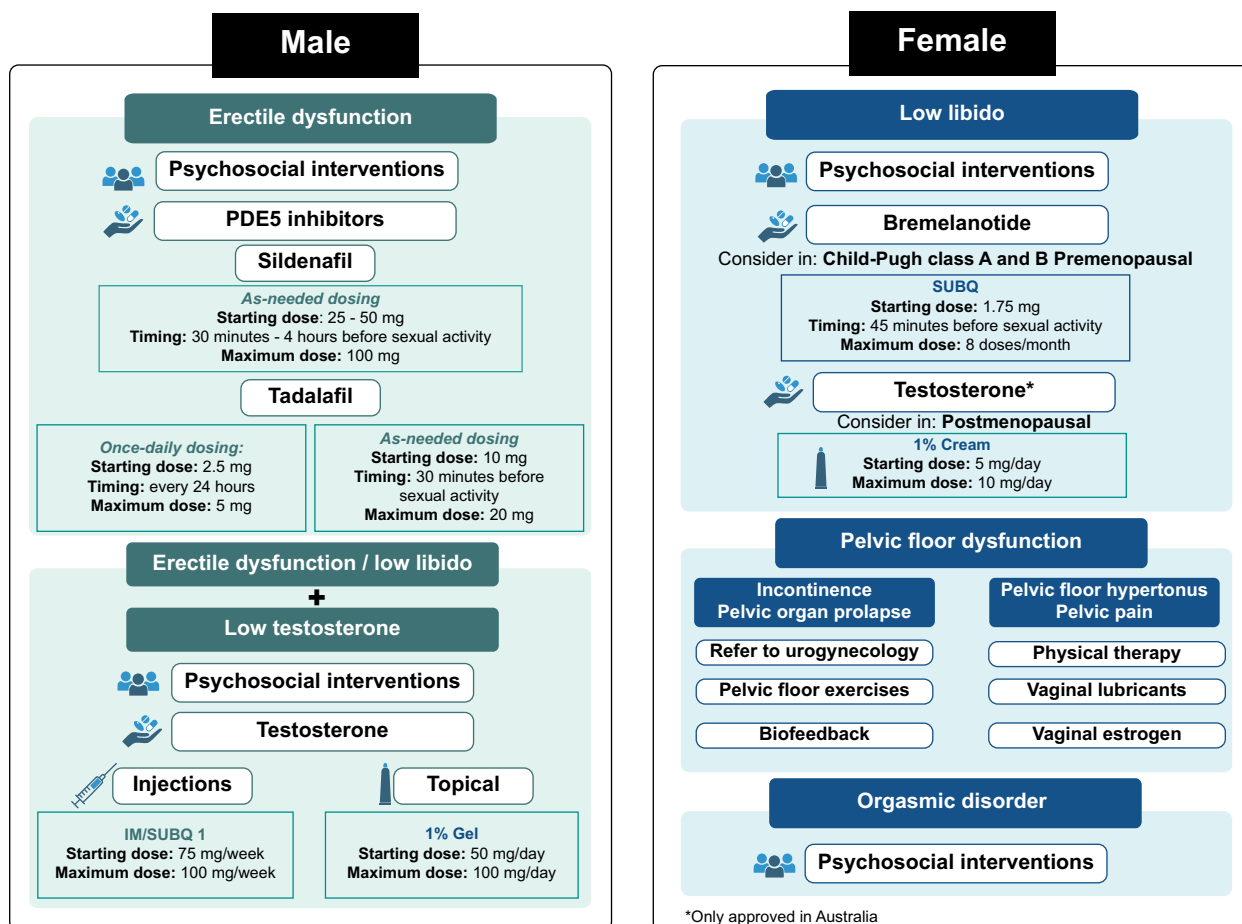 Male
Erectile dysfunction
Psychosocial interventions
PDE5 inhibitors
Sildenafil
As-needed dosing
Starting dose: 25 - 50 mg
Timing: 30 minutes - 4 hours before sexual activity
Maximum dose: 100 mg
Tadalafil
Once-daily dosing:
Starting dose: 2.5 mg
Timing: every 24 hours
Maximum dose: 5 mg
As-needed dosing
Starting dose: 10 mg
Timing: 30 minutes before
sexual activity
Maximum dose: 20 mg
Erectile dysfunction / low libido
+
Low testosterone
Psychosocial interventions
Testosterone
Injections
IM/SUBQ 1
Starting dose: 75 mg/week
Maximum dose: 100 mg/week
Topical
1% Gel
Starting dose: 50 mg/day
Maximum dose: 100 mg/day
Female
Low libido
Psychosocial interventions
Bremelanotide
Consider in: Child-Pugh class A and B Premenopausal
SUBQ
Starting dose: 1.75 mg
Timing: 45 minutes before sexual activity
Maximum dose: 8 doses/month
Testosterone*
Consider in: Postmenopausal
1% Cream
Starting dose: 5 mg/day
Maximum dose: 10 mg/day
Pelvic floor dysfunction
Incontinence
Pelvic organ prolapse
Refer to urogynecology
Pelvic floor exercises
Biofeedback
Pelvic floor hypertonus
Pelvic pain
Physical therapy
Vaginal lubricants
Vaginal estrogen
Orgasmic disorder
Psychosocial interventions
*Only approved in Australia